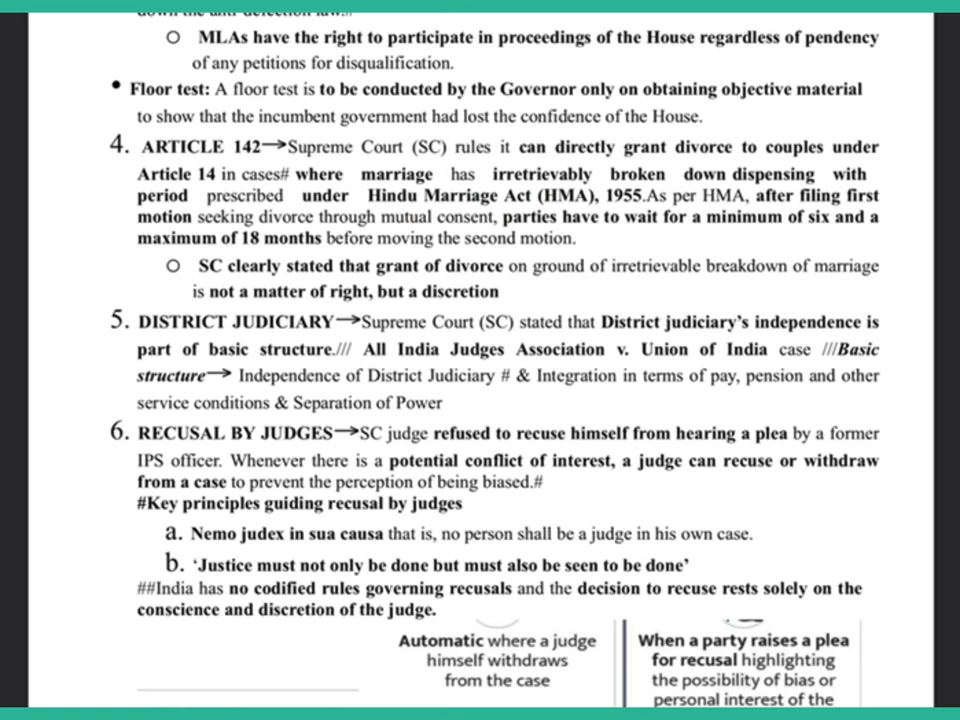 ○ MLAs have the right to participate in proceedings of the House regardless of pendency
of any petitions for disqualification.
• Floor test: A floor test is to be conducted by the Governor only on obtaining objective material
to show that the incumbent government had lost the confidence of the House.
4. ARTICLE 142→Supreme Court (SC) rules it can directly grant divorce to couples under
Article 14 in cases# where marriage has irretrievably broken down dispensing with
period prescribed under Hindu Marriage Act (HMA), 1955.As per HMA, after filing first
motion seeking divorce through mutual consent, parties have to wait for a minimum of six and a
maximum of 18 months before moving the second motion.
○ SC clearly stated that grant of divorce on ground of irretrievable breakdown of marriage
is not a matter of right, but a discretion
5. DISTRICT JUDICIARY→Supreme Court (SC) stated that District judiciary's independence is
part of basic structure./// All India Judges Association v. Union of India case ///Basic
structure→ Independence of District Judiciary # & Integration in terms of pay, pension and other
service conditions & Separation of Power
6. RECUSAL BY JUDGES→SC judge refused to recuse himself from hearing a plea by a former
IPS officer. Whenever there is a potential conflict of interest, a judge can recuse or withdraw
from a case to prevent the perception of being biased.#
#Key principles guiding recusal by judges
a. Nemo judex in sua causa that is, no person shall be a judge in his own case.
b. 'Justice must not only be done but must also be seen to be done'
##India has no codified rules governing recusals and the decision to recuse rests solely on the
conscience and discretion of the judge.
Automatic where a judge
himself withdraws
from the case
When a party raises a plea
for recusal highlighting
the possibility of bias or
personal interest of the